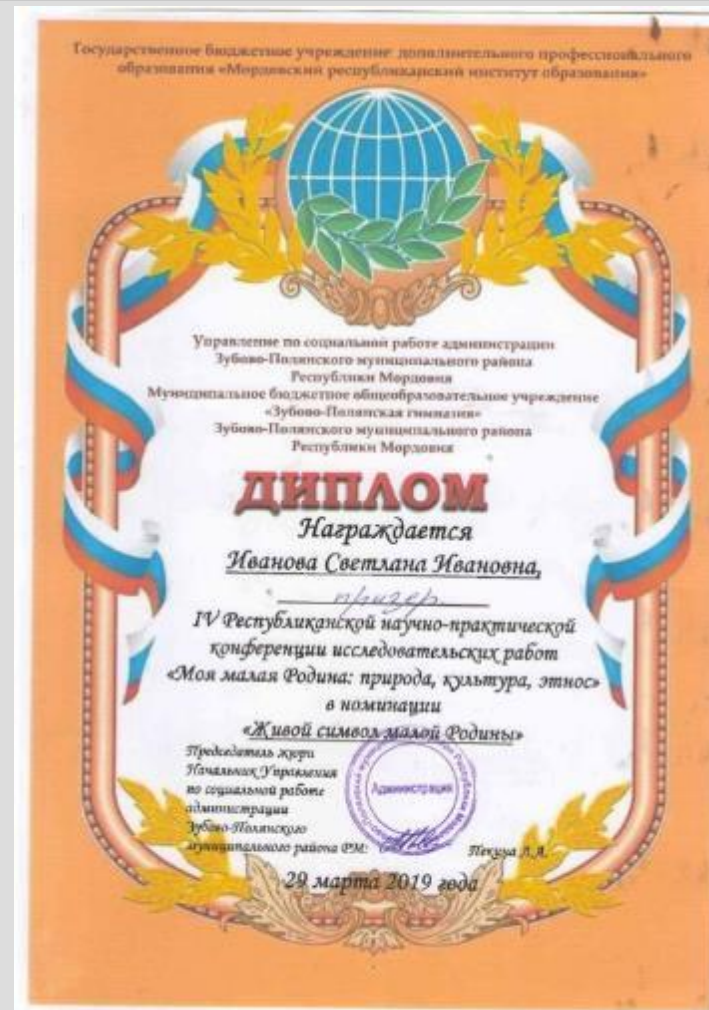 Государственное бюджетное учреждение дополнительного профессионального
образования «Мордовский республиканский институт образования»
Управление по социальной работе администрации
Зубово-Полянского муниципального района
Республики Мордовия
Муниципальное бюджетное общеобразовательное учреждение
«Зубово-Полянская гимназия»
Зубово-Полянского муниципального района
Республики Мордовия
ДИПЛОМ
Награждается
Иванова Светлана Ивановна,
призер
IV Республиканской научно-практической
конференции исследовательских работ
«Моя малая Родина: природа, культура, этнос»
в номинации
«Живой символ малой Родины»
Председатель жюри
Начальник Управления
по социальной работе
администрации
Зубово-Полянского
муниципального района РМ:
Администрация
29 марта 2019 года